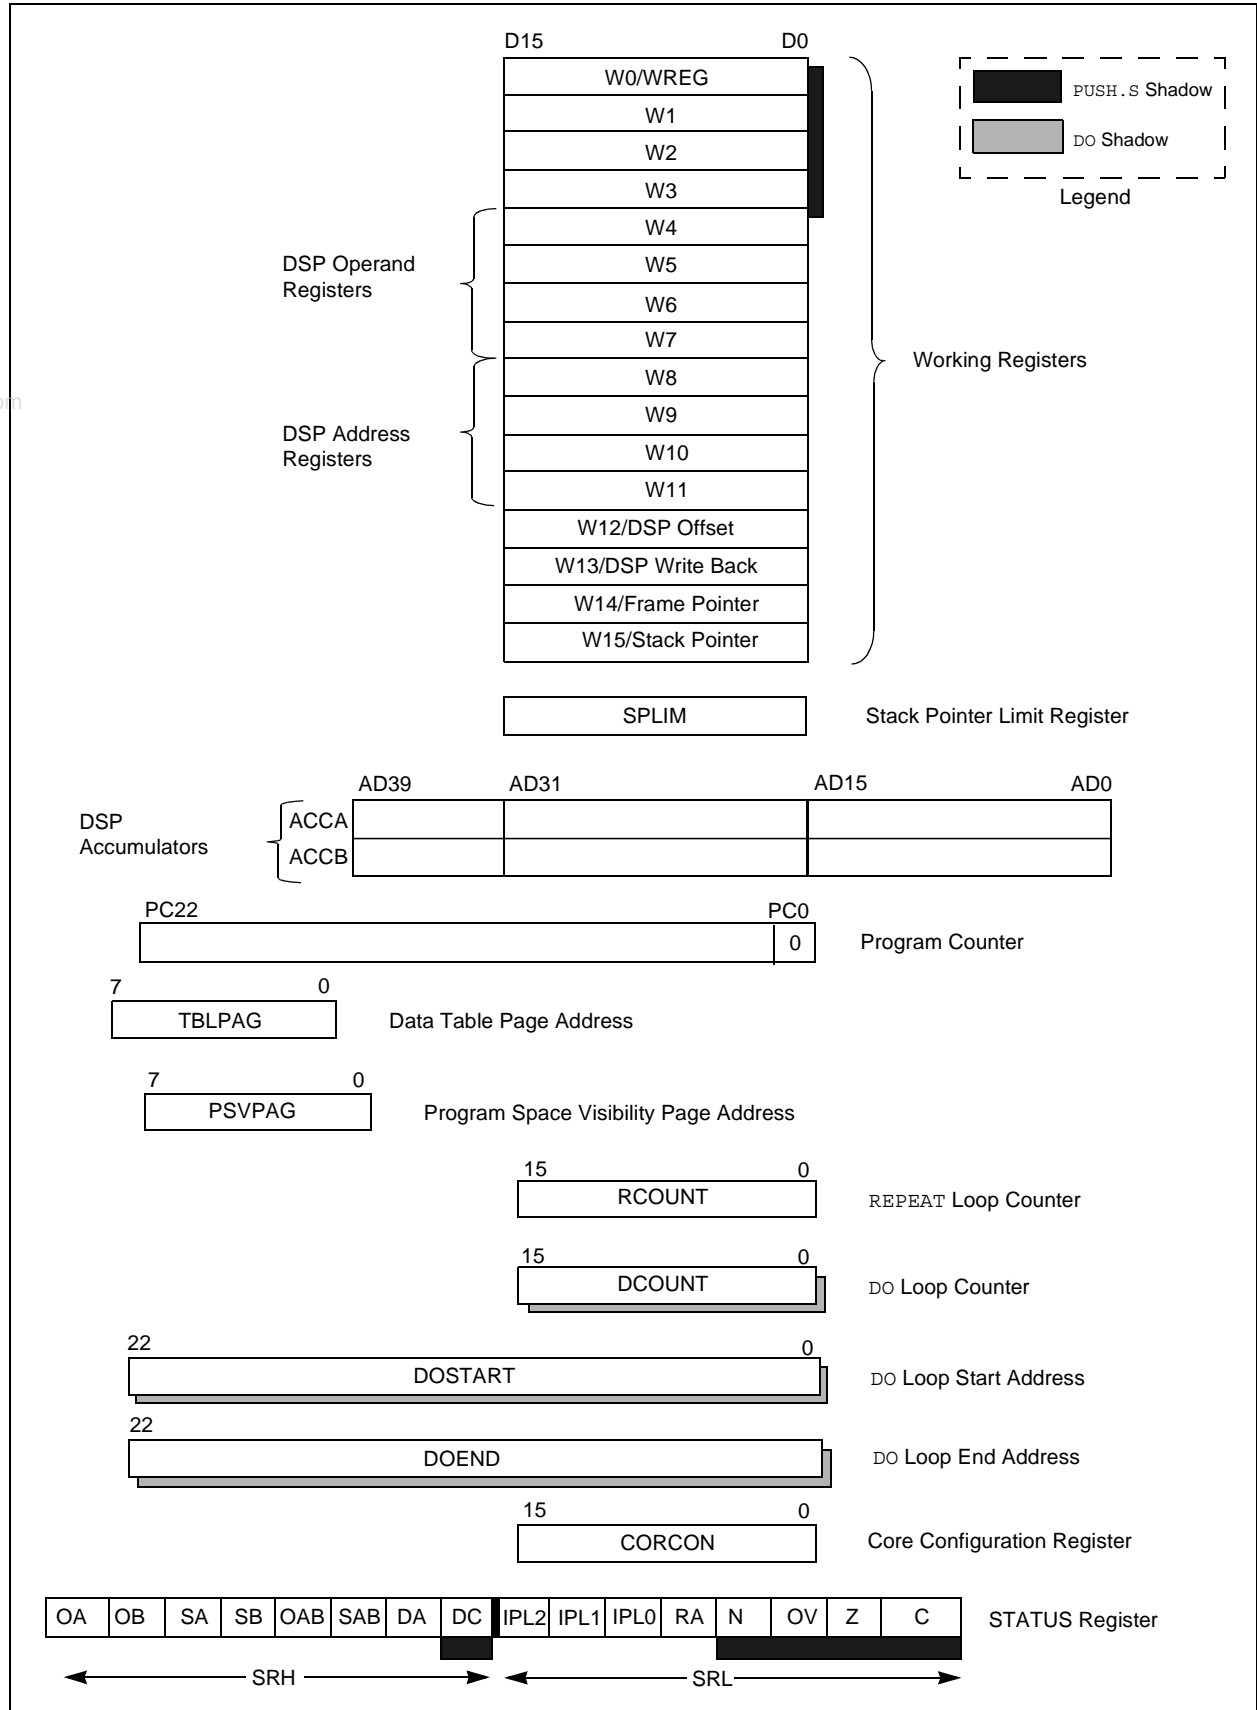 D15 D0
W0/WREG
W1
W2
W3
W4
W5
W6
W7
W8
W9
W10
W11
W12/DSP Offset
W13/DSP Write Back
W14/Frame Pointer
W15/Stack Pointer
PUSH.S Shadow
DO Shadow
Legend
DSP Operand
Registers
DSP Address
Registers
Working Registers
om
SPLIM Stack Pointer Limit Register
AD39 AD31 AD15 AD0
DSP
Accumulators
ACCA
ACCB
PC22 PC0
0 Program Counter
7 0
TBLPAG Data Table Page Address
7 0
PSVPAG Program Space Visibility Page Address
15 0
RCOUNT REPEAT Loop Counter
15 0
DCOUNT DO Loop Counter
22 0
DOSTART DO Loop Start Address
22
DOEND DO Loop End Address
15 0
CORCON Core Configuration Register
OA OB SA SB OAB SAB DA DC IPL2 IPL1 IPL0 RA N OV Z C STATUS Register
SRH SRL